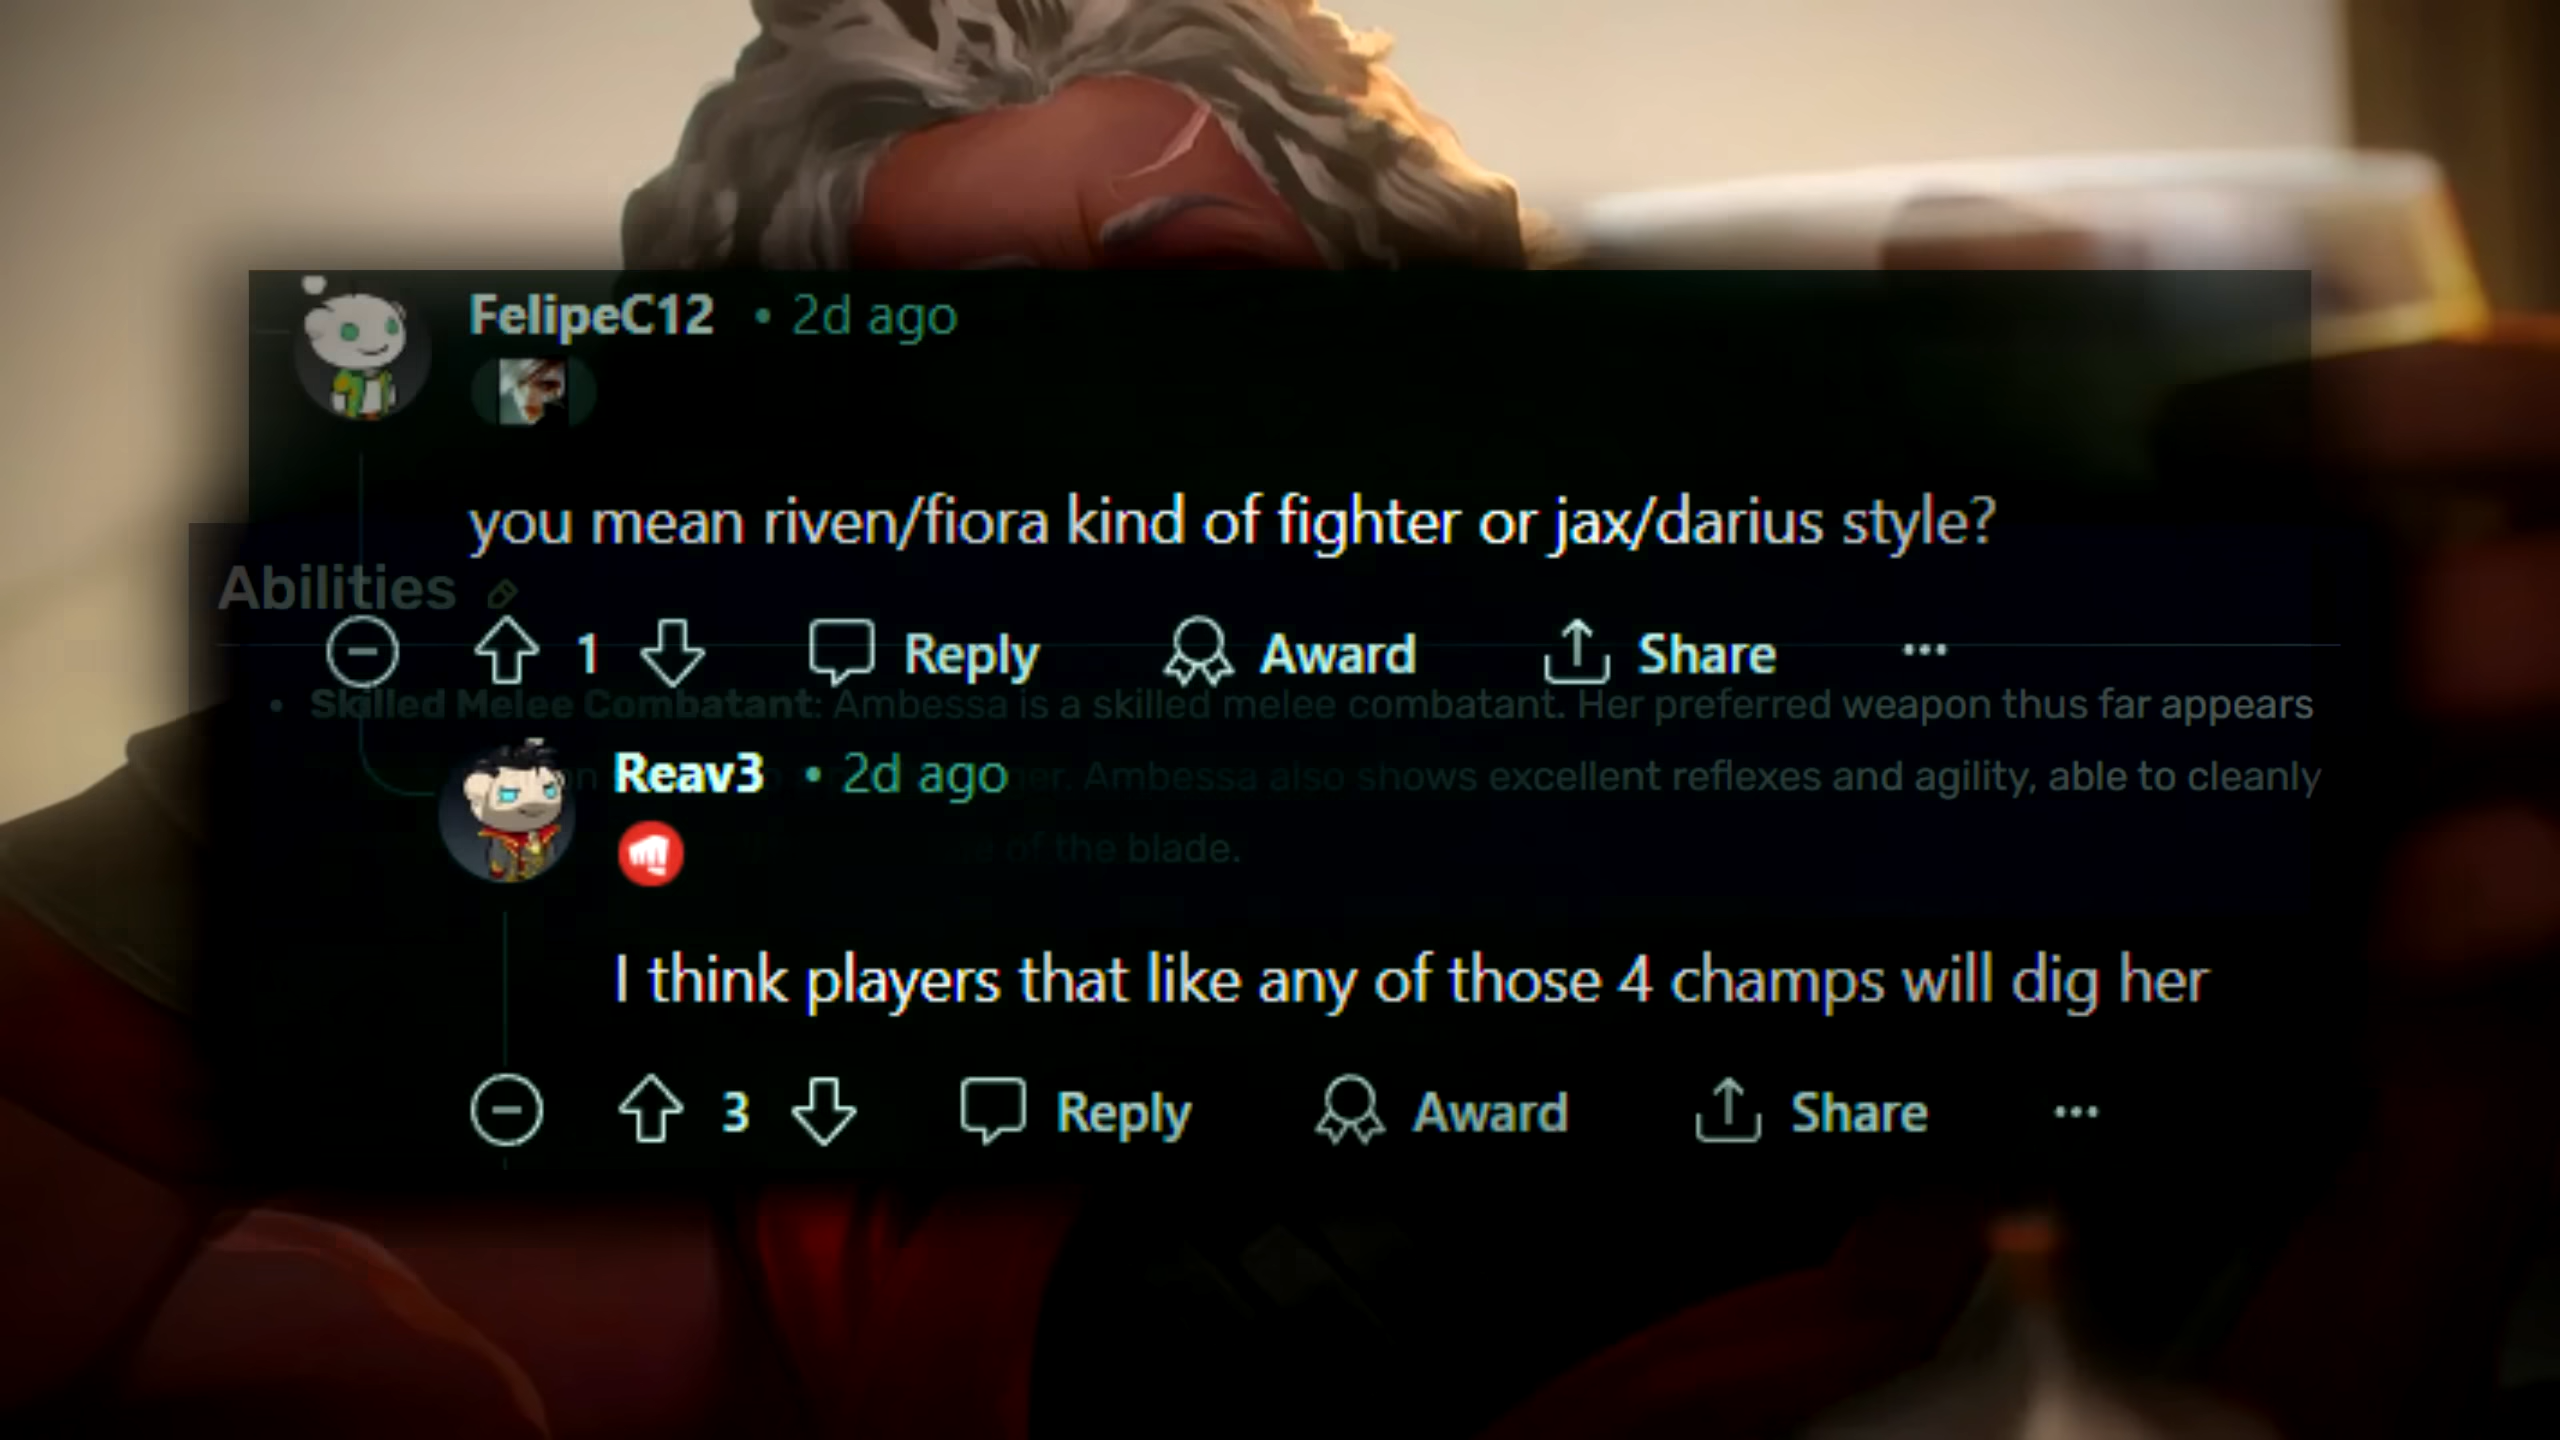 FelipeC12 • 2d ago
you mean riven/fiora kind of fighter or jax/darius style?
Abilities
1 Reply Award Share ...
• Skilled Melee Combatant: Ambessa is a skilled melee combatant. Her preferred weapon thus far appears
Reav3 • 2d ago
Ambessa also shows excellent reflexes and agility, able to cleanly
of the blade.
I think players that like any of those 4 champs will dig her
3 Reply Award Share ...